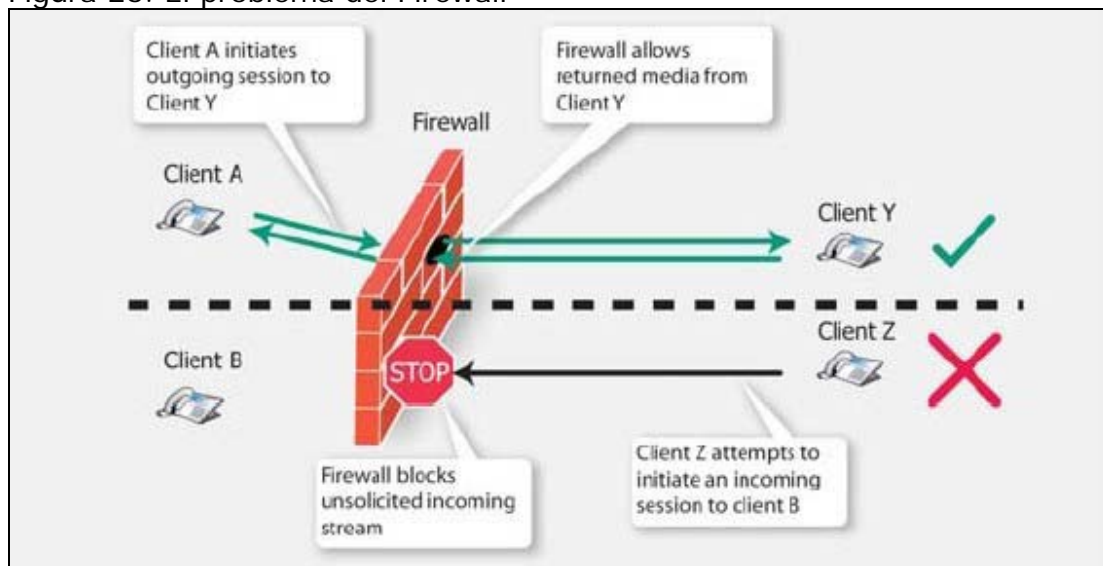 Figura 28. El problema del Firewall
Client A initiates
outgoing session to
Client Y
Firewall allows
returned media from
Client Y
Firewall
Client A
Client Y
Client B
Client Z
STOP
Firewall blocks
unsolicited incoming
stream
Client Z attempts to
initiate an incoming
session to client B